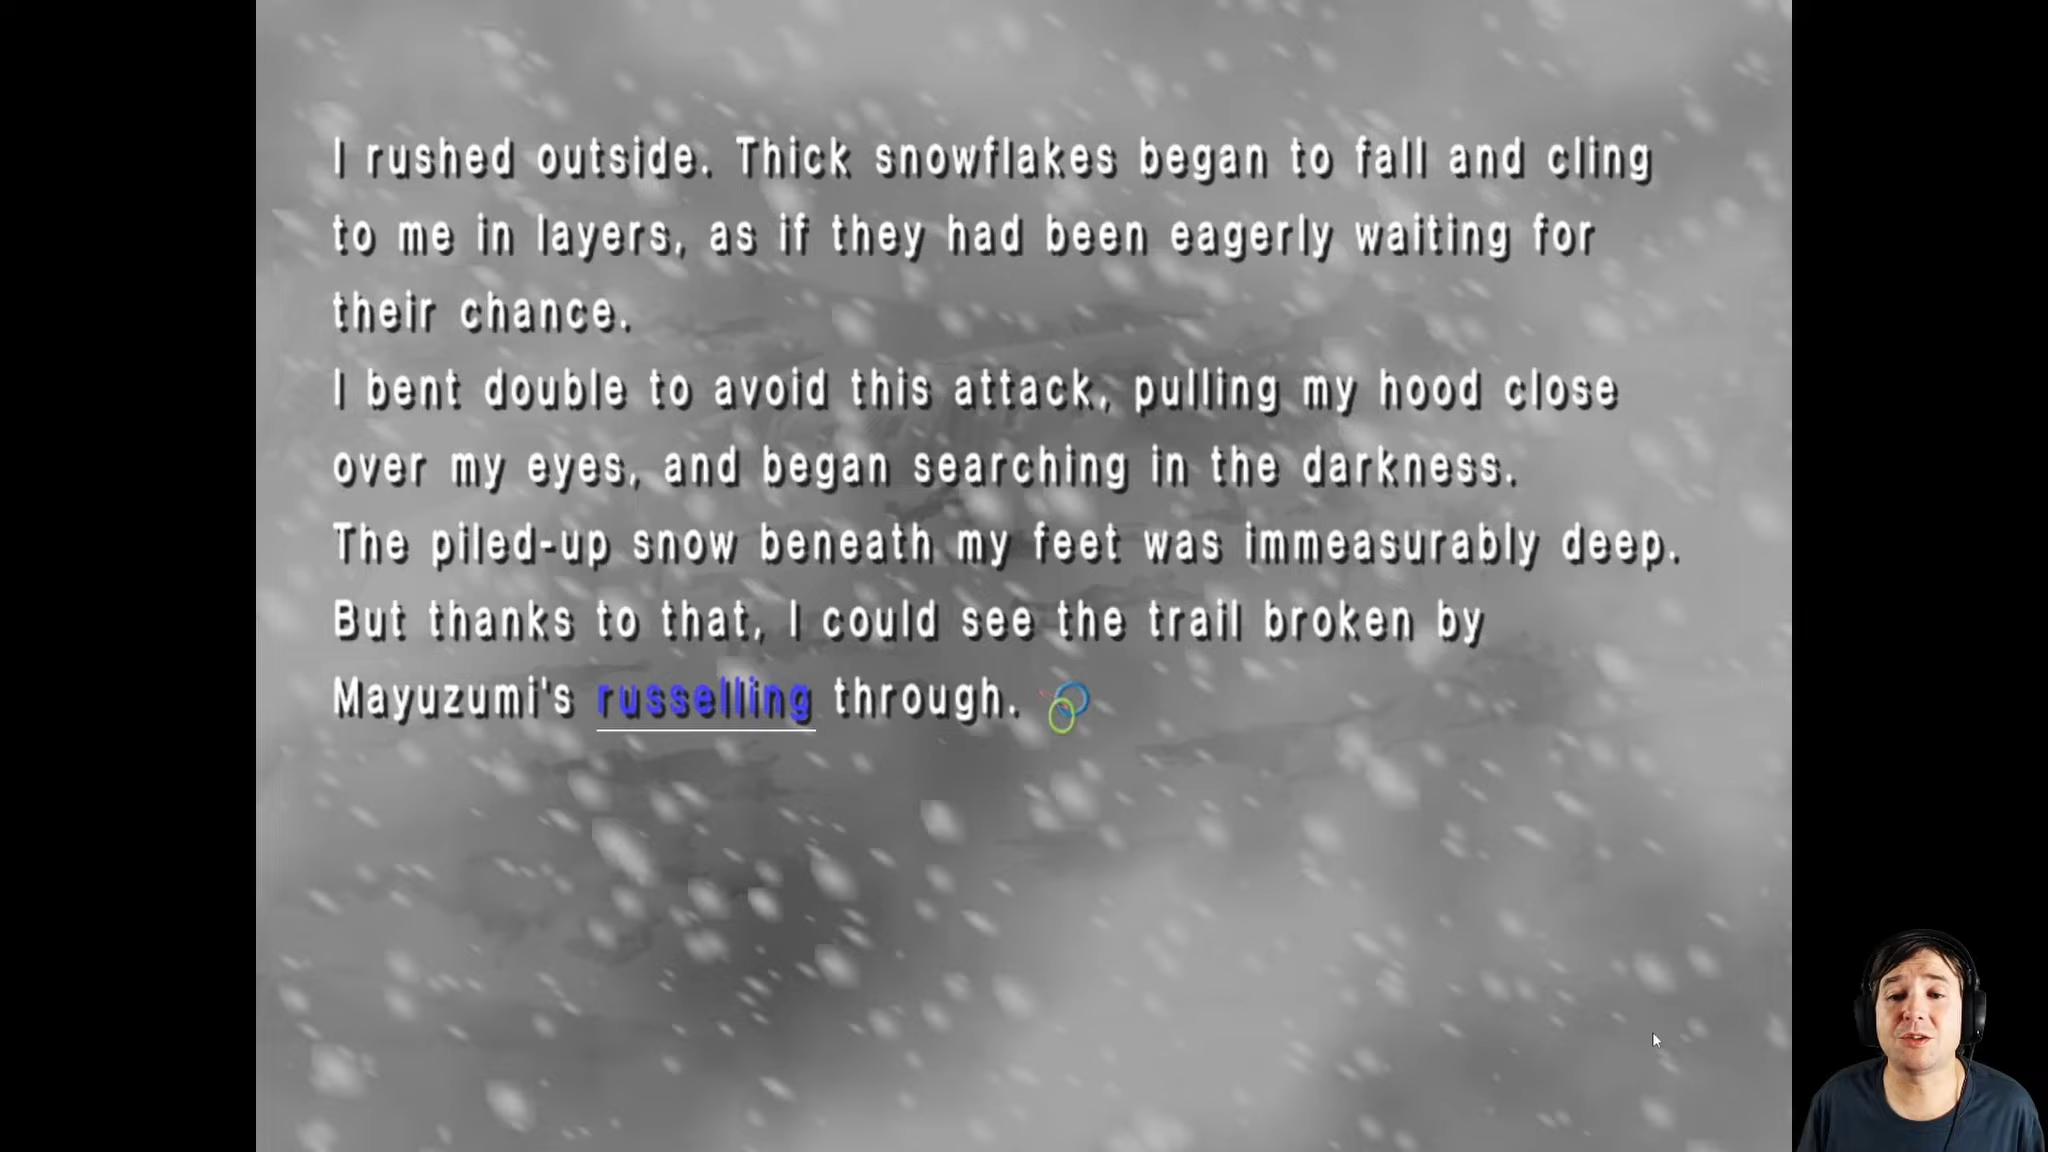 I rushed outside. Thick snowflakes began to fall and cling
to me in layers, as if they had been eagerly waiting for
their chance.
I bent double to avoid this attack, pulling my hood close
over my eyes, and began searching in the darkness.
The piled-up snow beneath my feet was immeasurably deep.
But thanks to that, I could see the trail broken by
Mayuzumi's russelling through.